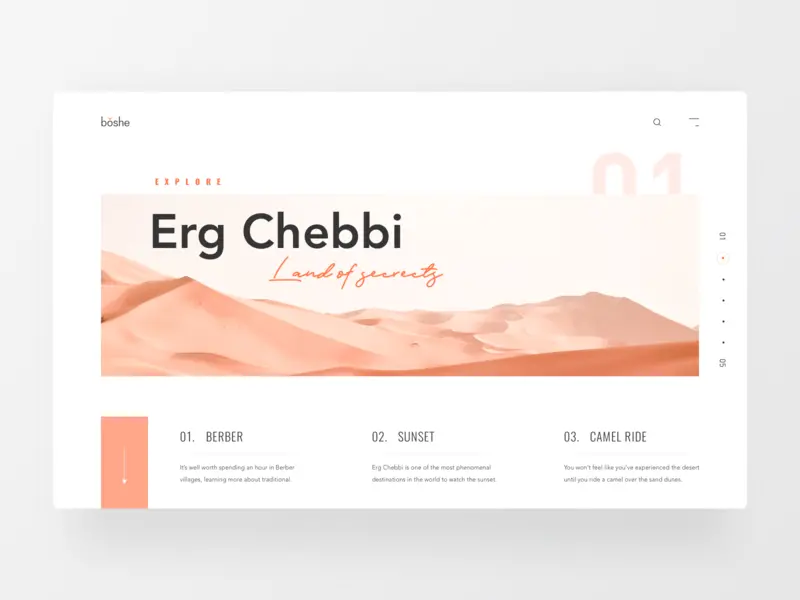 böshe
EXPLORE
01
Erg Chebbi
Land of secrects
01
05
01. BERBER
It's well worth spending an hour in Berber
villages, learning more about traditional.
02. SUNSET
Erg Chebbi is one of the most phenomenal
destinations in the world to watch the sunset.
03. CAMEL RIDE
You won't feel like you've experienced the desert
until you ride a camel over the sand dunes.